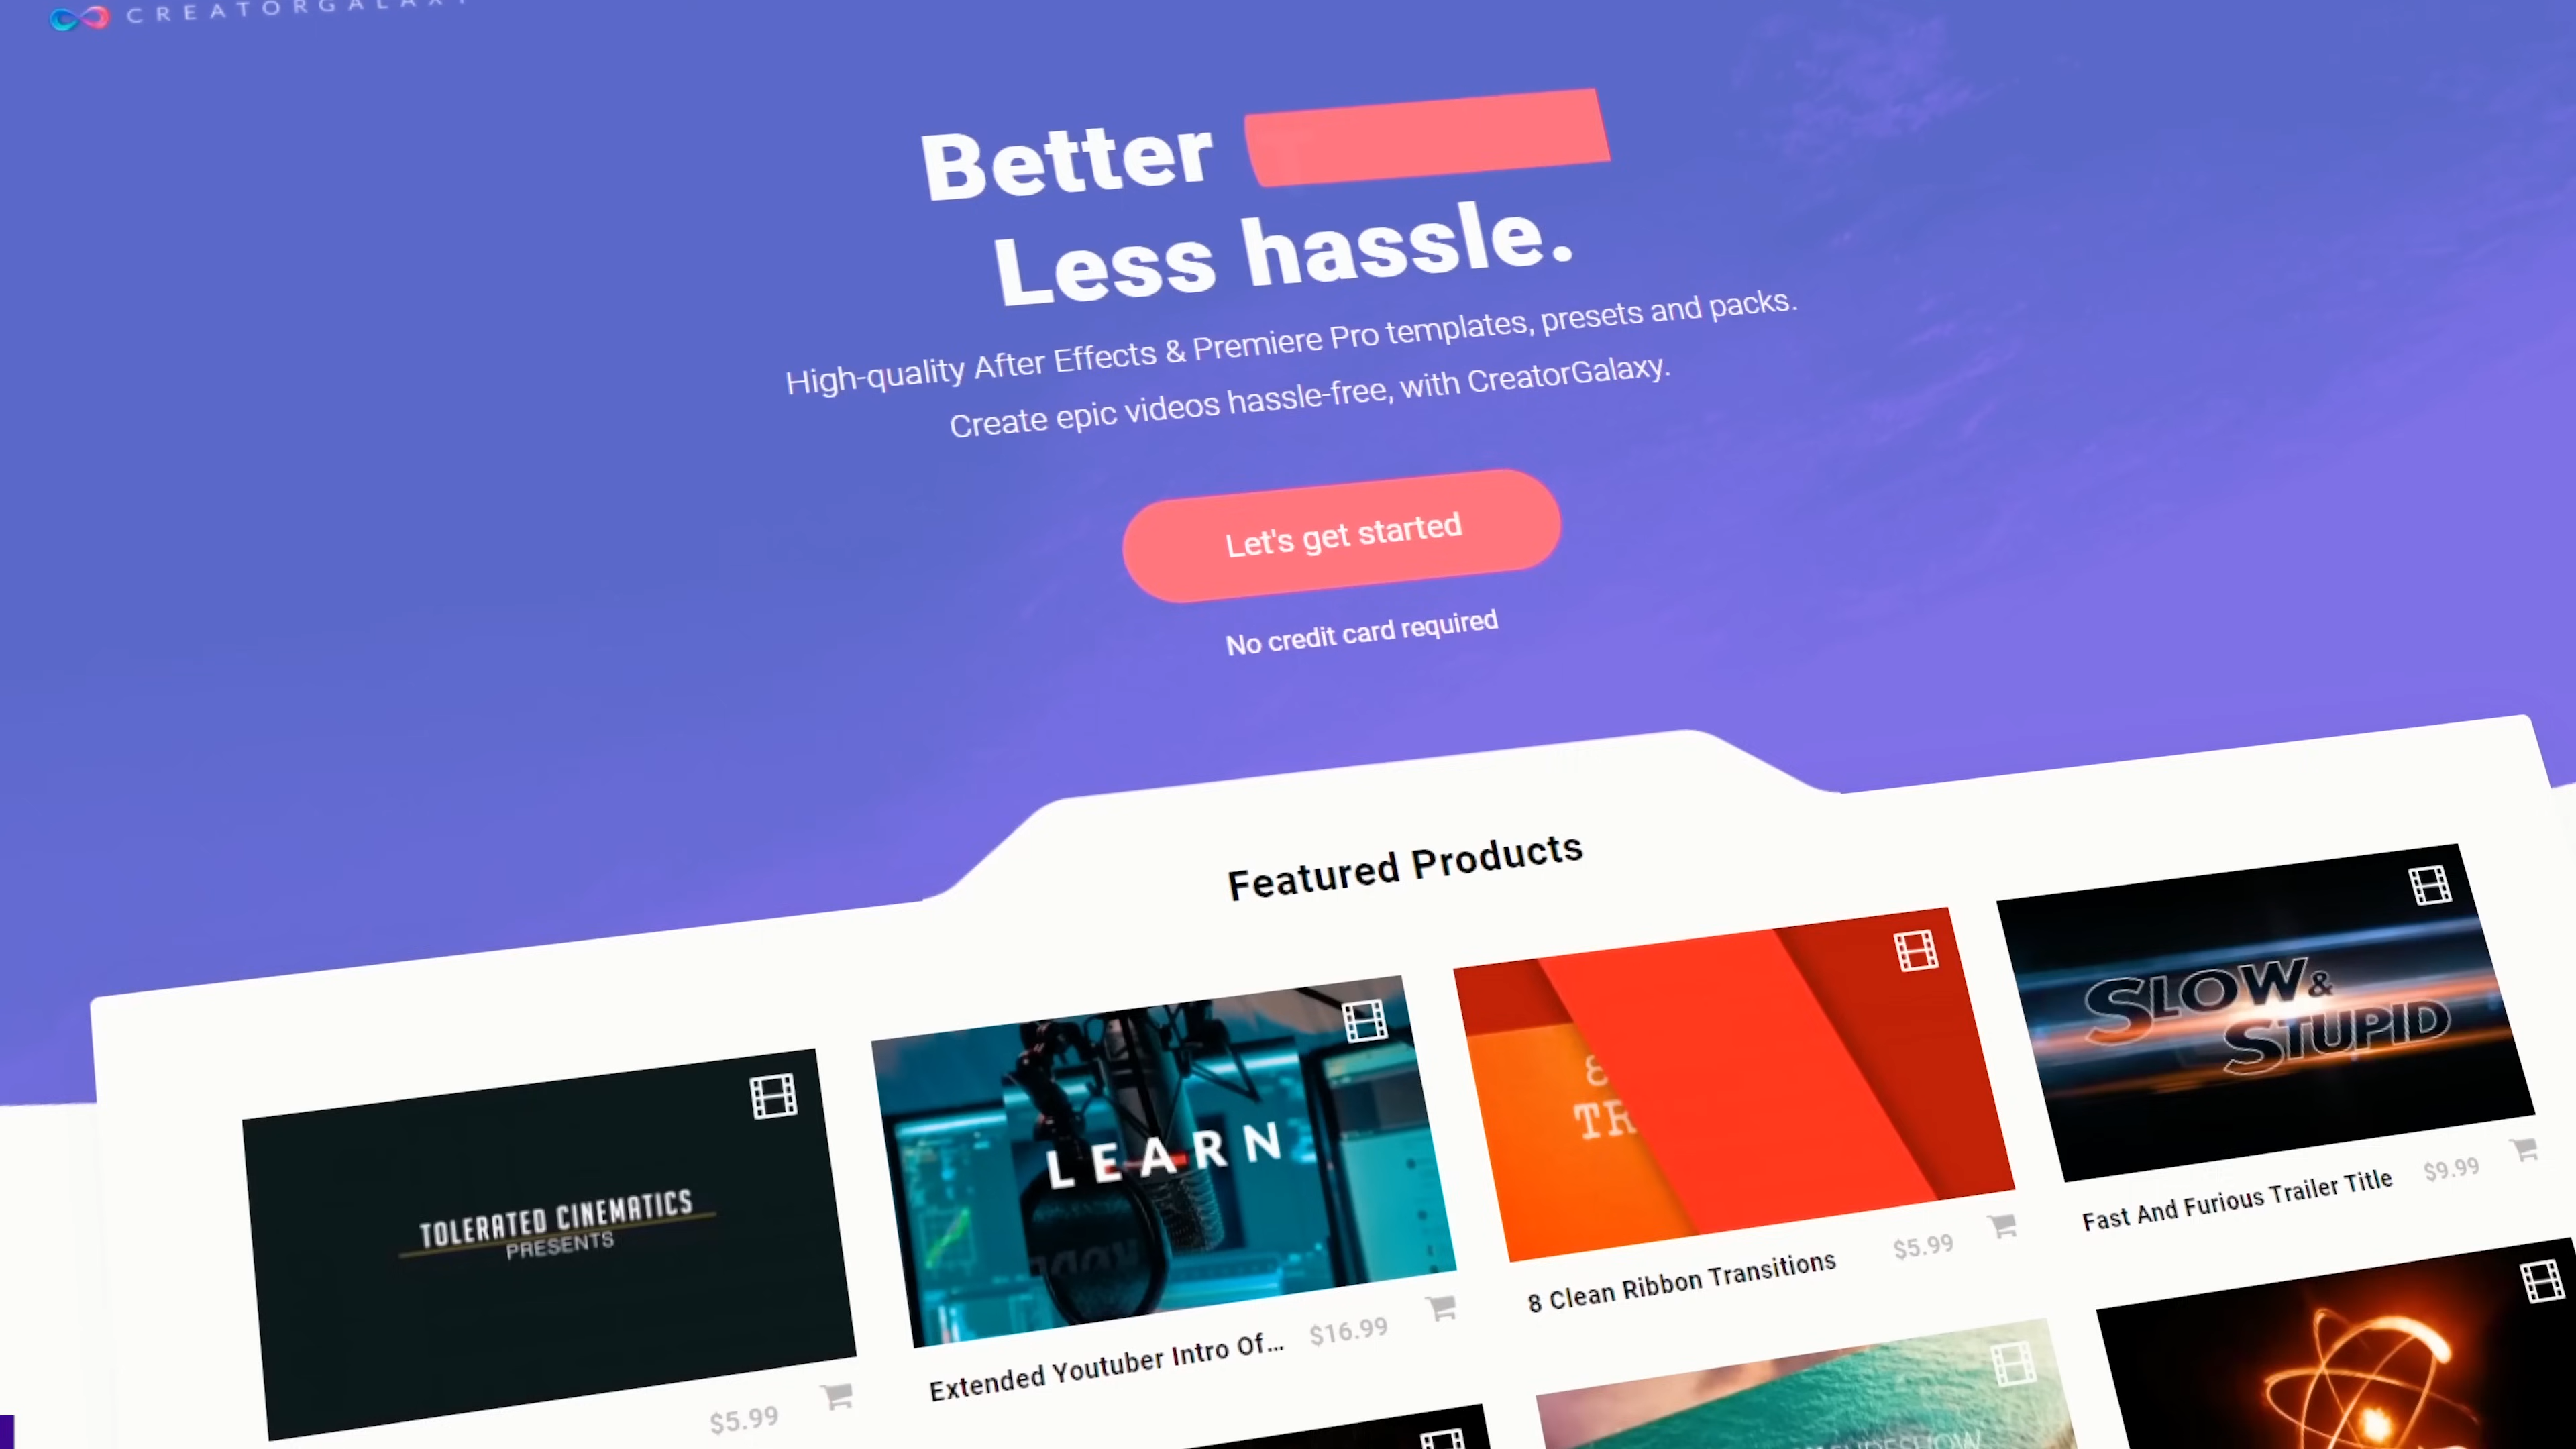 CREATORGALAXY
Better
Less hassle.
High-quality After Effects & Premiere Pro templates, presets and packs.
Create epic videos hassle-free, with CreatorGalaxy.
Let's get started
No credit card required
Featured Products
TOLERATED CINEMATICS
PRESENTS
$5.99
LEARN
Extended Youtuber Intro Of... $16.99
8
TR
8 Clean Ribbon Transitions $5.99
SLOW &
STUPID
Fast And Furious Trailer Title $9.99
SLIDESHOW